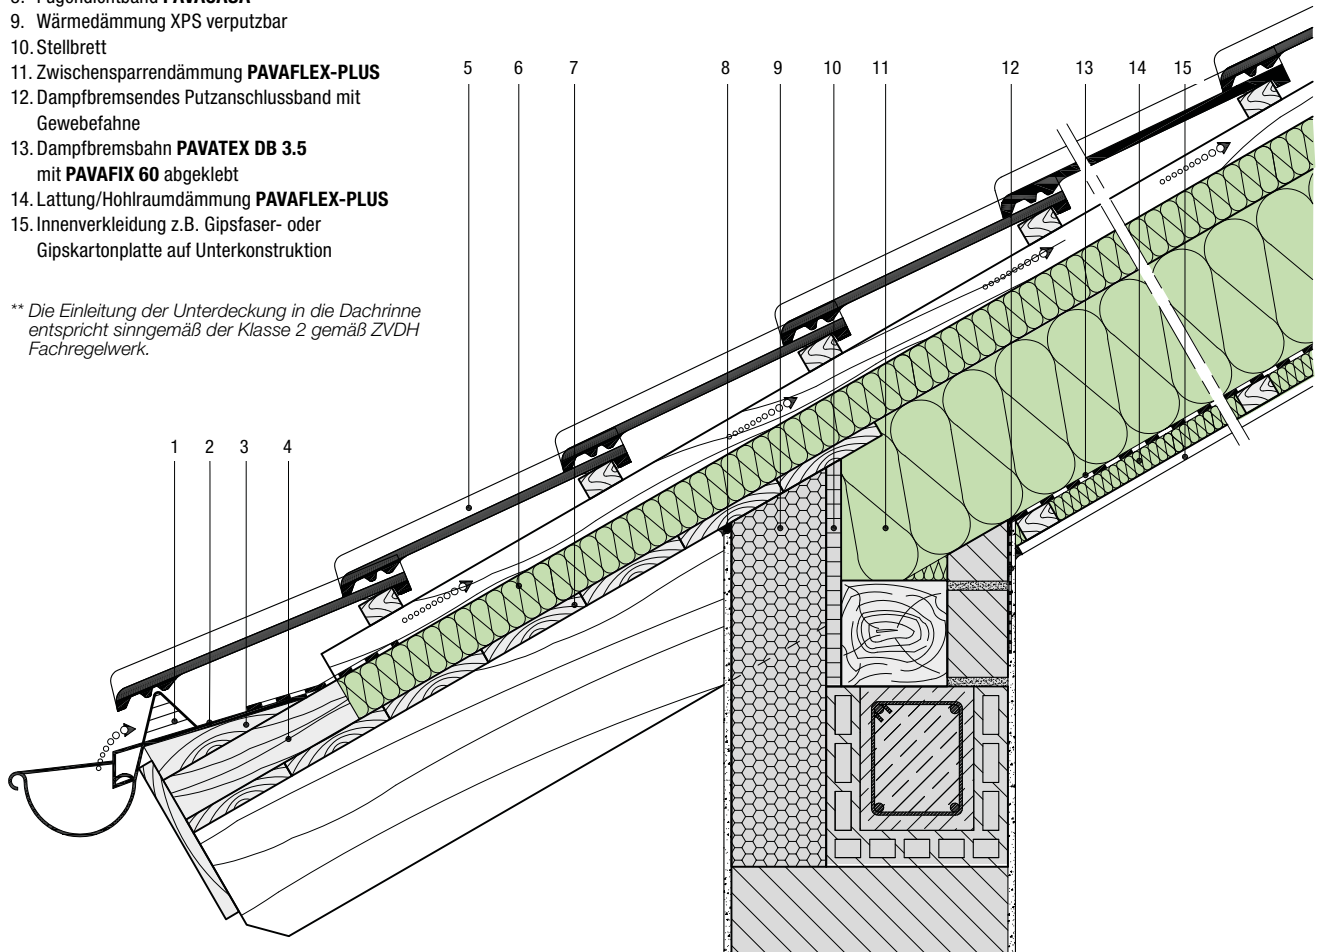 8. Fugendichtband PAVACASA
9. Wärmedämmung XPS verputzbar
10. Stellbrett
11. Zwischensparrendämmung PAVAFLEX-PLUS
12. Dampfbremsendes Putzanschlussband mit
Gewebefahne
13. Dampfbremsbahn PAVATEX DB 3.5
mit PAVAFIX 60 abgeklebt
14. Lattung/Hohlraumdämmung PAVAFLEX-PLUS
15. Innenverkleidung z.B. Gipsfaser- oder
Gipskartonplatte auf Unterkonstruktion
** Die Einleitung der Unterdeckung in die Dachrinne
entspricht sinngemäß der Klasse 2 gemäß ZVDH
Fachregelwerk.
5 6 7 8 9 10 11 12 13 14 15
1 2 3 4